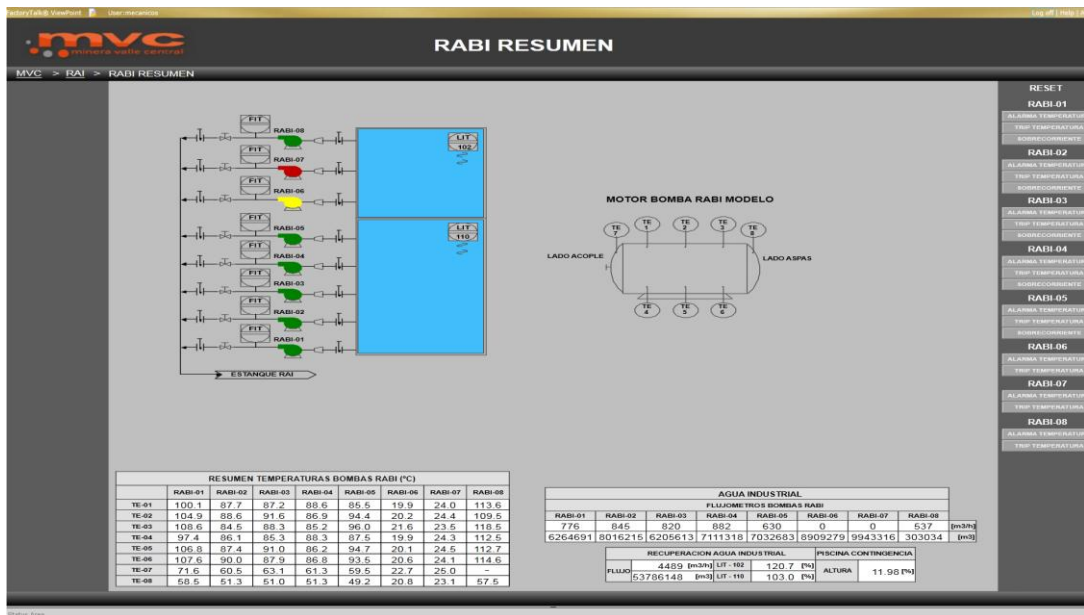 FactoryTalk® ViewPoint User:mecanicos Log off | Help |
mvc
minera valle central
RABI RESUMEN
MVC > RAI > RABI RESUMEN
RESET
RABI-01
ALARMA TEMPERATURA
TRIP TEMPERATURA
SOBRECORRIENTE
RABI-02
ALARMA TEMPERATURA
TRIP TEMPERATURA
SOBRECORRIENTE
RABI-03
ALARMA TEMPERATURA
TRIP TEMPERATURA
SOBRECORRIENTE
RABI-04
ALARMA TEMPERATURA
TRIP TEMPERATURA
SOBRECORRIENTE
RABI-05
ALARMA TEMPERATURA
TRIP TEMPERATURA
SOBRECORRIENTE
RABI-06
ALARMA TEMPERATURA
TRIP TEMPERATURA
RABI-07
ALARMA TEMPERATURA
TRIP TEMPERATURA
RABI-08
ALARMA TEMPERATURA
TRIP TEMPERATURA
FIT RABI-08
FIT RABI-07
FIT RABI-06
FIT RABI-05
FIT RABI-04
FIT RABI-03
FIT RABI-02
FIT RABI-01
LIT 102
LIT 110
ESTANQUE RAI
MOTOR BOMBA RABI MODELO
TE 7 TE 1 TE 2 TE 3 TE 8
LADO ACOPLE LADO ASPAS
TE 4 TE 5 TE 6
RESUMEN TEMPERATURAS BOMBAS RABI (ºC)
RABI-01 RABI-02 RABI-03 RABI-04 RABI-05 RABI-06 RABI-07 RABI-08
TE-01 100.1 87.7 87.2 88.6 85.5 19.9 24.0 113.6
TE-02 104.9 88.6 91.6 86.9 94.4 20.2 24.4 109.5
TE-03 108.6 84.5 88.3 85.2 96.0 21.6 23.5 118.5
TE-04 97.4 86.1 85.3 88.3 87.5 19.9 24.3 112.5
TE-05 106.8 87.4 91.0 86.2 94.7 20.1 24.5 112.7
TE-06 107.6 90.0 87.9 86.8 93.5 20.6 24.1 114.6
TE-07 71.6 60.5 63.1 61.3 59.5 22.7 25.0 -
TE-08 58.5 51.3 51.0 51.3 49.2 20.8 23.1 57.5
AGUA INDUSTRIAL
FLUJOMETROS BOMBAS RABI
RABI-01 RABI-02 RABI-03 RABI-04 RABI-05 RABI-06 RABI-07 RABI-08
776 845 820 882 630 0 0 537 [m3/h]
6264691 8016215 6205613 7111318 7032683 8909279 9943316 303034 [m3]
RECUPERACION AGUA INDUSTRIAL PISCINA CONTINGENCIA
FLUJO 4489 [m3/h] LIT - 102 120.7 [%] ALTURA 11.98 [%]
53786148 [m3] LIT - 110 103.0 [%]